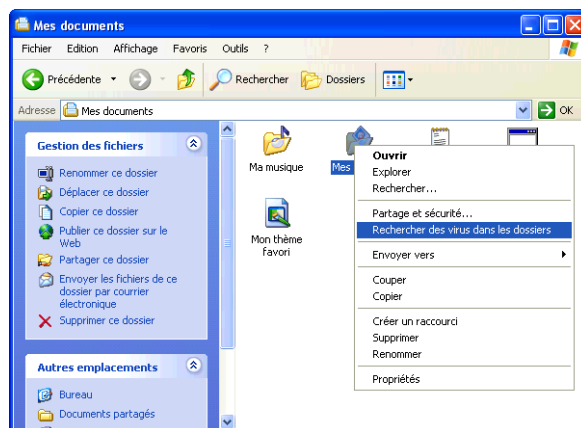 Mes documents
Fichier Edition Affichage Favoris Outils ?
Précédente Rechercher Dossiers
Adresse Mes documents OK
Gestion des fichiers
Renommer ce dossier
Déplacer ce dossier
Copier ce dossier
Publier ce dossier sur le
Web
Partager ce dossier
Envoyer les fichiers de ce
dossier par courrier
électronique
Supprimer ce dossier
Autres emplacements
Bureau
Documents partagés
Ma musique
Mes
Mon thème
favori
Ouvrir
Explorer
Rechercher...
Partage et sécurité...
Rechercher des virus dans les dossiers
Envoyer vers
Couper
Copier
Créer un raccourci
Supprimer
Renommer
Propriétés